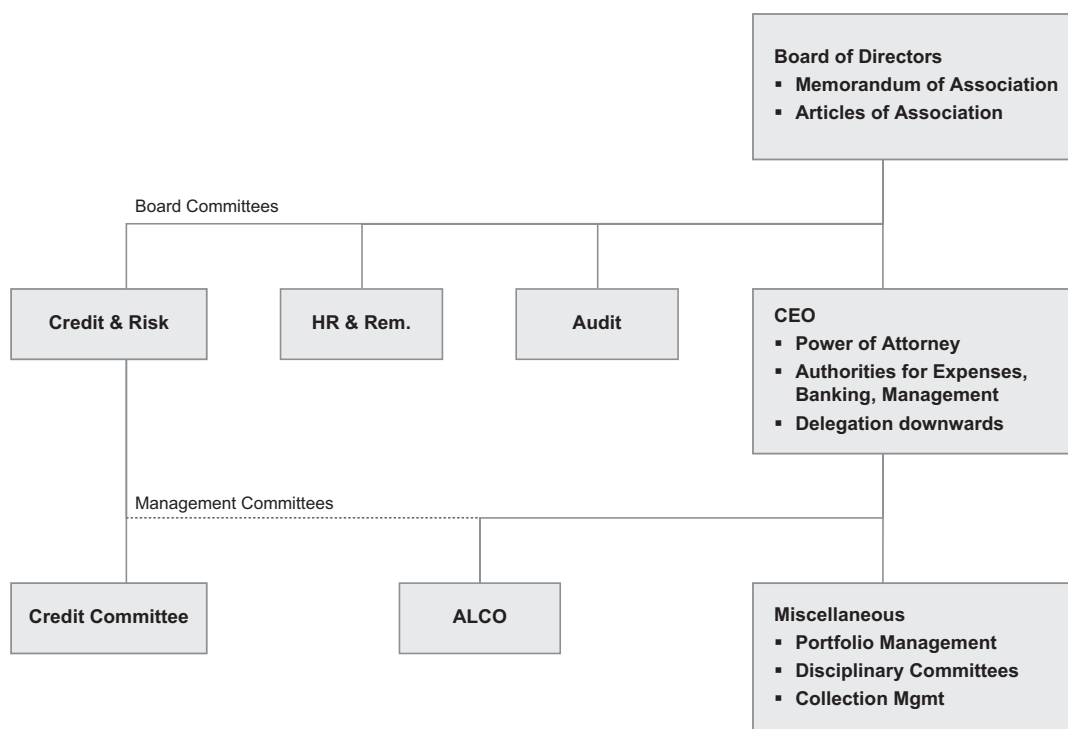 Board of Directors
▪ Memorandum of Association
▪ Articles of Association
Board Committees
Credit & Risk
HR & Rem.
Audit
CEO
▪ Power of Attorney
▪ Authorities for Expenses,
Banking, Management
▪ Delegation downwards
Management Committees
Credit Committee
ALCO
Miscellaneous
▪ Portfolio Management
▪ Disciplinary Committees
▪ Collection Mgmt